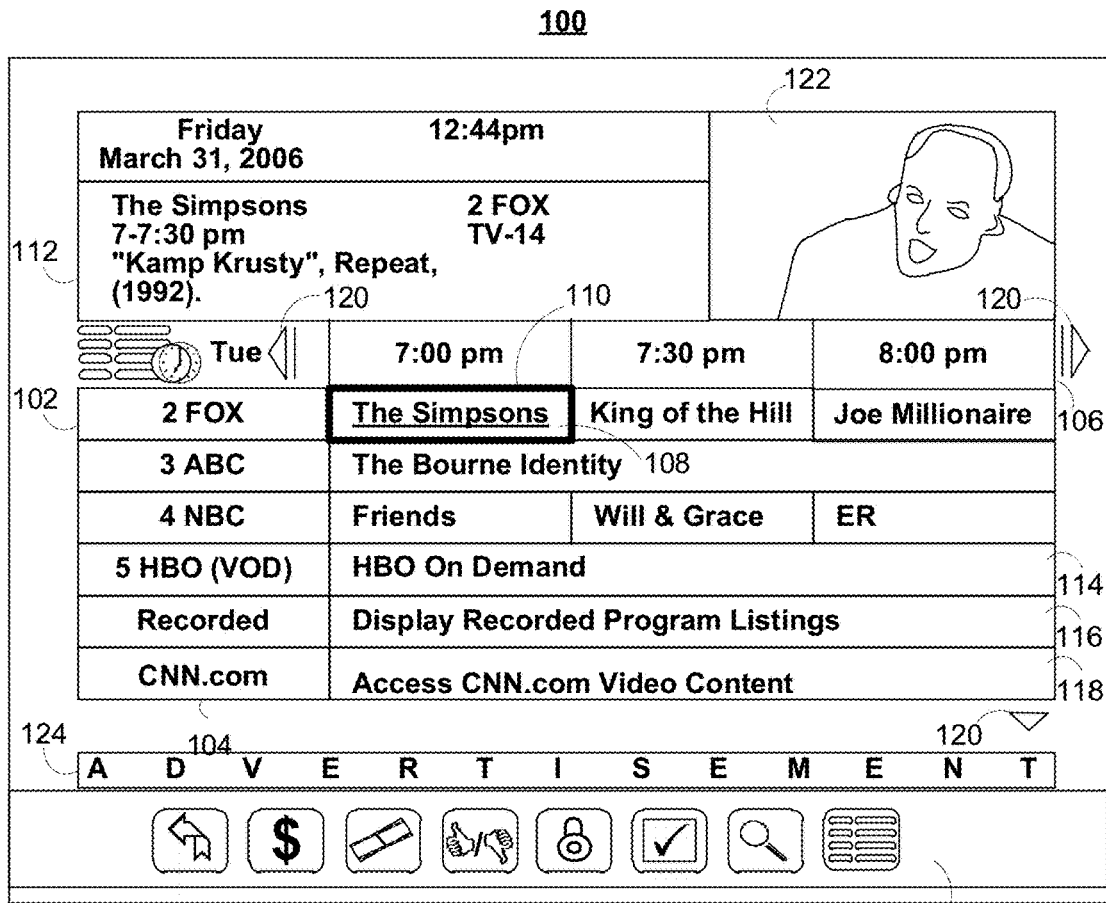 100
122
Friday 12:44pm
March 31, 2006
The Simpsons 2 FOX
7-7:30 pm TV-14
"Kamp Krusty", Repeat,
(1992).
112
120 110 120
Tue 7:00 pm 7:30 pm 8:00 pm
102 2 FOX The Simpsons King of the Hill Joe Millionaire 106
3 ABC The Bourne Identity 108
4 NBC Friends Will & Grace ER
5 HBO (VOD) HBO On Demand 114
Recorded Display Recorded Program Listings 116
CNN.com Access CNN.com Video Content 118
124 104 120
A D V E R T I S E M E N T
$